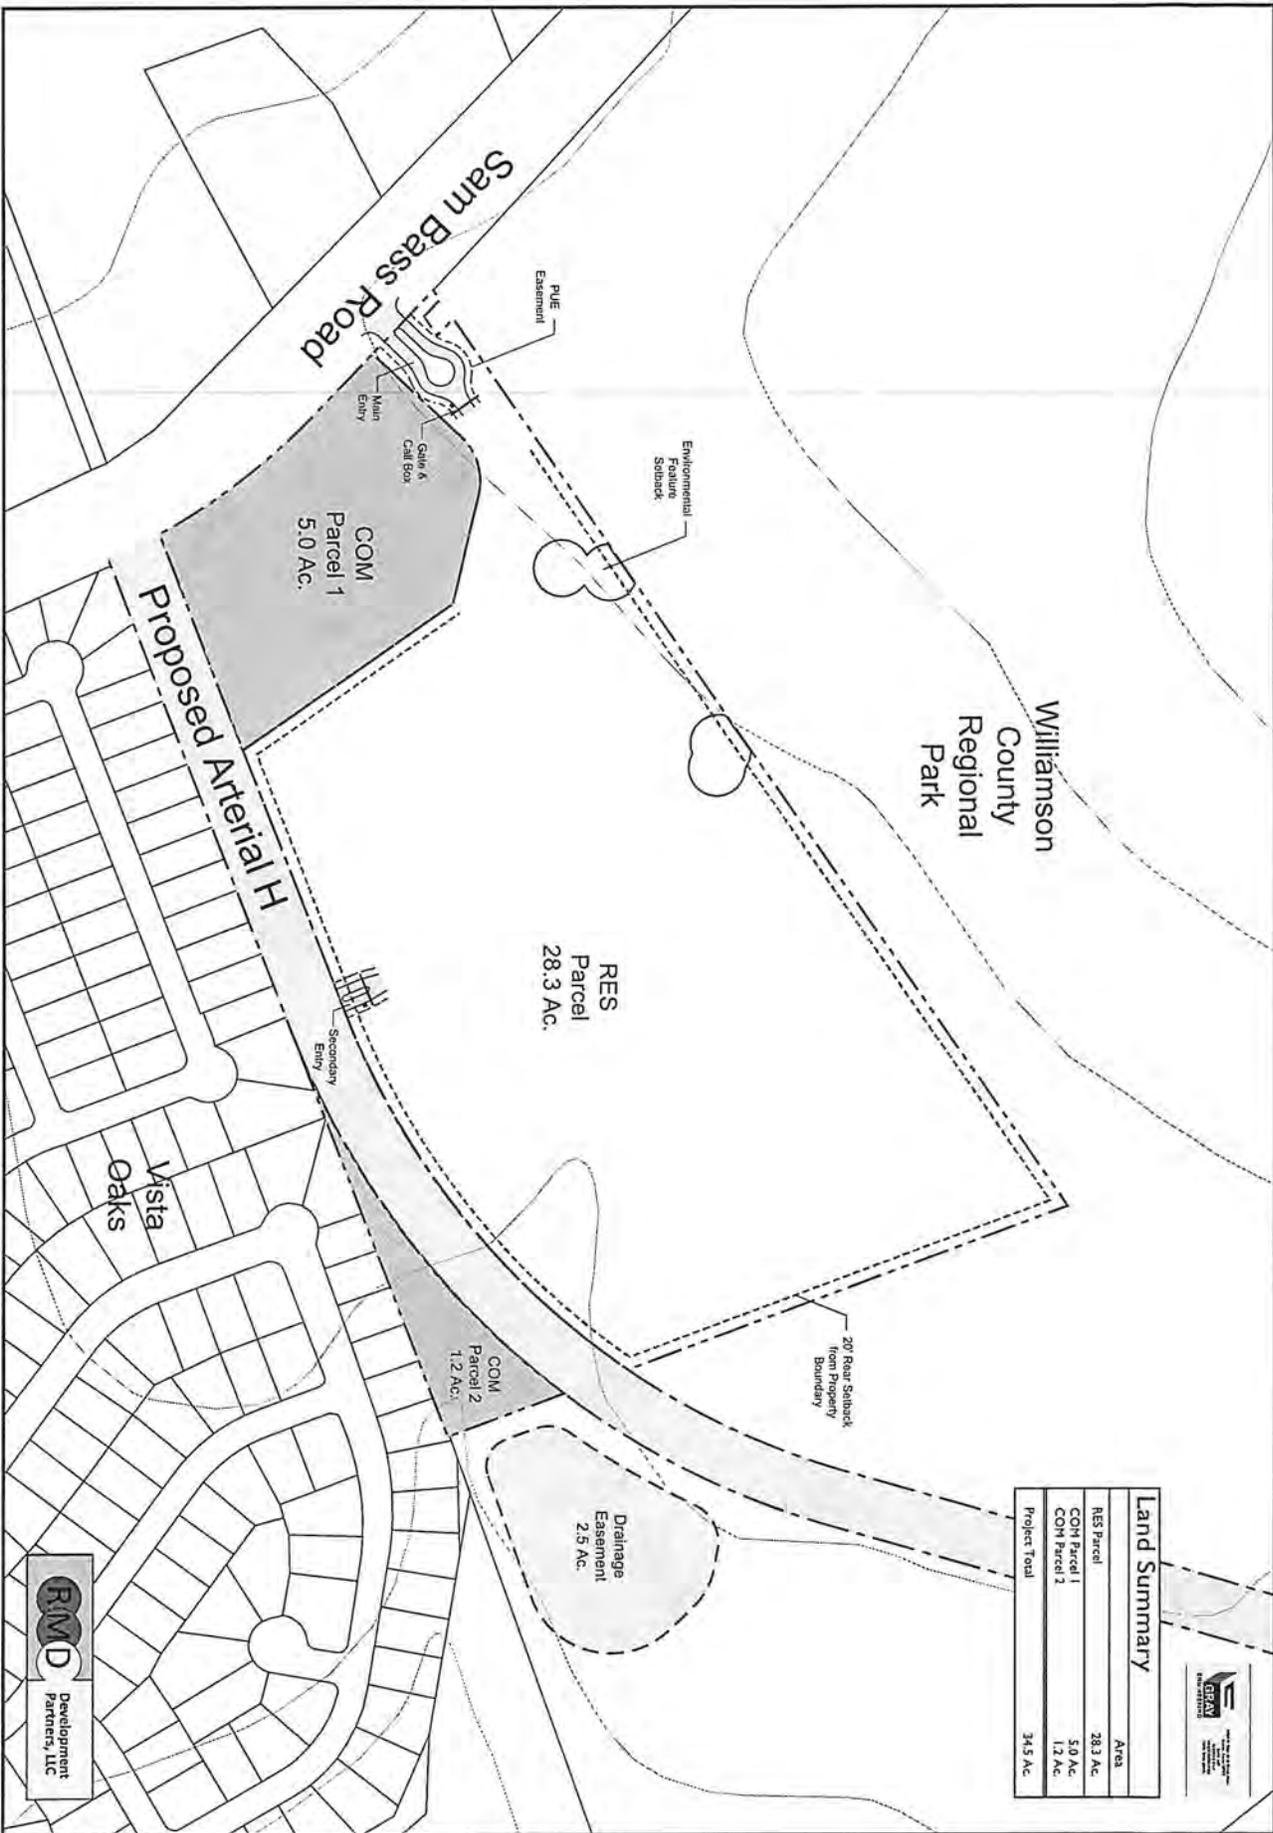 Sam Bass Road
PUE
Easement
Main
Entry
Gate &
Call Box
Environmental
Feature
Setback
COM
Parcel 1
5.0 Ac.
Proposed Arterial H
Williamson
County
Regional
Park
RES
Parcel
28.3 Ac.
Secondary
Entry
Vista
Oaks
20' Rear Setback
from Property
Boundary
COM
Parcel 2
1.2 Ac.
Drainage
Easement
2.5 Ac.
Land Summary
Area
RES Parcel 28.3 Ac.
COM Parcel 1 5.0 Ac.
COM Parcel 2 1.2 Ac.
Project Total 34.5 Ac.
GRAY
ENGINEERING
RMD
Development
Partners, LLC